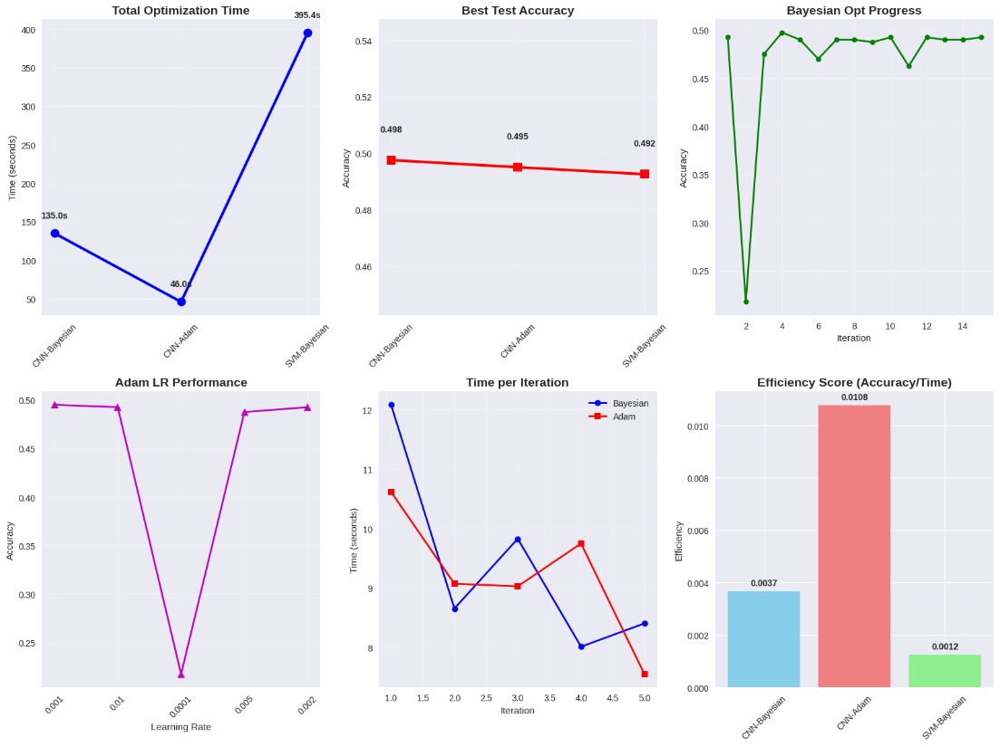 Total Optimization Time
395.4s
135.0s
46.0s
400
350
300
250
200
150
100
50
Time (seconds)
CNN-Bayesian
CNN-Adam
SVM-Bayesian
Best Test Accuracy
0.498
0.495
0.492
0.54
0.52
0.50
0.48
0.46
Accuracy
CNN-Bayesian
CNN-Adam
SVM-Bayesian
Bayesian Opt Progress
0.50
0.45
0.40
0.35
0.30
0.25
Accuracy
2 4 6 8 10 12 14
Iteration
Adam LR Performance
0.50
0.45
0.40
0.35
0.30
0.25
Accuracy
0.001
0.01
0.0001
0.005
0.002
Learning Rate
Time per Iteration
Bayesian
Adam
12
11
10
9
8
Time (seconds)
1.0 1.5 2.0 2.5 3.0 3.5 4.0 4.5 5.0
Iteration
Efficiency Score (Accuracy/Time)
0.0108
0.0037
0.0012
0.010
0.008
0.006
0.004
0.002
0.000
Efficiency
CNN-Bayesian
CNN-Adam
SVM-Bayesian